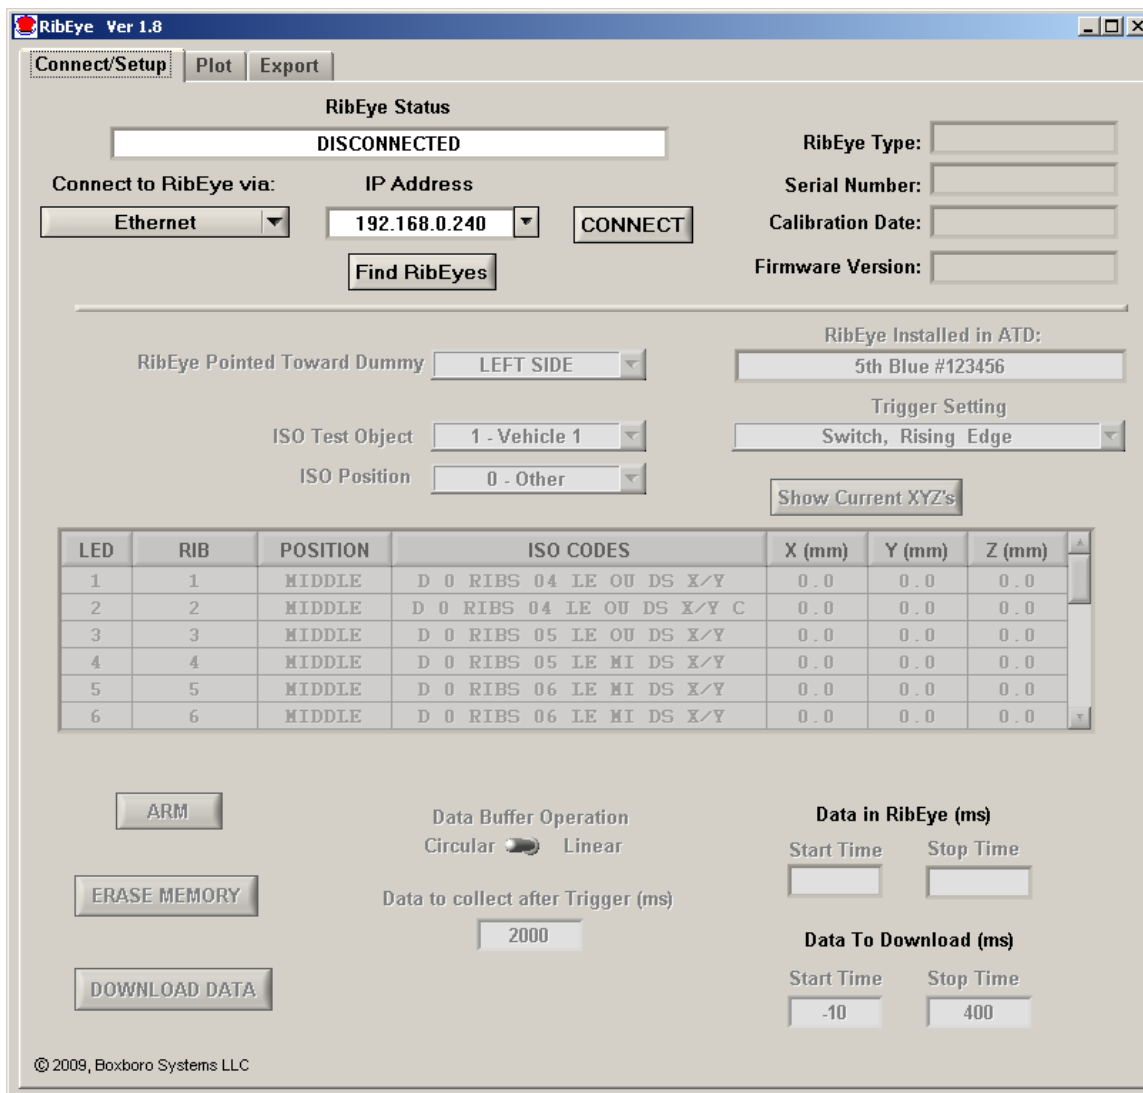 RibEye Ver 1.8
Connect/Setup Plot Export
RibEye Status
DISCONNECTED
Connect to RibEye via: IP Address
Ethernet 192.168.0.240 CONNECT
Find RibEyes
RibEye Type:
Serial Number:
Calibration Date:
Firmware Version:
RibEye Pointed Toward Dummy LEFT SIDE
RibEye Installed in ATD:
5th Blue #123456
Trigger Setting
Switch, Rising Edge
ISO Test Object 1 - Vehicle 1
ISO Position 0 - Other
Show Current XYZ's
LED RIB POSITION ISO CODES X (mm) Y (mm) Z (mm)
1 1 MIDDLE D 0 RIBS 04 LE OU DS X/Y 0.0 0.0 0.0
2 2 MIDDLE D 0 RIBS 04 LE OU DS X/Y C 0.0 0.0 0.0
3 3 MIDDLE D 0 RIBS 05 LE OU DS X/Y 0.0 0.0 0.0
4 4 MIDDLE D 0 RIBS 05 LE MI DS X/Y 0.0 0.0 0.0
5 5 MIDDLE D 0 RIBS 06 LE MI DS X/Y 0.0 0.0 0.0
6 6 MIDDLE D 0 RIBS 06 LE MI DS X/Y 0.0 0.0 0.0
ARM
ERASE MEMORY
DOWNLOAD DATA
Data Buffer Operation
Circular Linear
Data to collect after Trigger (ms)
2000
Data in RibEye (ms)
Start Time Stop Time
Data To Download (ms)
Start Time Stop Time
-10 400
© 2009, Boxboro Systems LLC